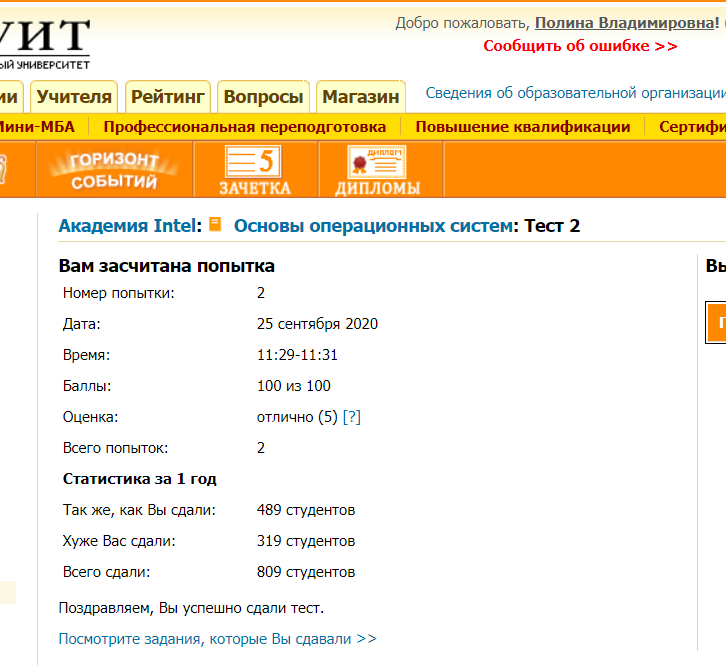 УИТ
Добро пожаловать, Полина Владимировна!
ЫЙ УНИВЕРСИТЕТ
Сообщить об ошибке >>
ии Учителя Рейтинг Вопросы Магазин Сведения об образовательной организации
Мини-МБА Профессиональная переподготовка Повышение квалификации Сертифи
ГОРИЗОНТ СОБЫТИЙ
5 ЗАЧЕТКА
ДИПЛОМ ДИПЛОМЫ
Академия Intel: Основы операционных систем: Тест 2
Вам засчитана попытка
Номер попытки: 2
Дата: 25 сентября 2020
Время: 11:29-11:31
Баллы: 100 из 100
Оценка: отлично (5) [?]
Всего попыток: 2
Статистика за 1 год
Так же, как Вы сдали: 489 студентов
Хуже Вас сдали: 319 студентов
Всего сдали: 809 студентов
Поздравляем, Вы успешно сдали тест.
Посмотрите задания, которые Вы сдавали >>
Вы